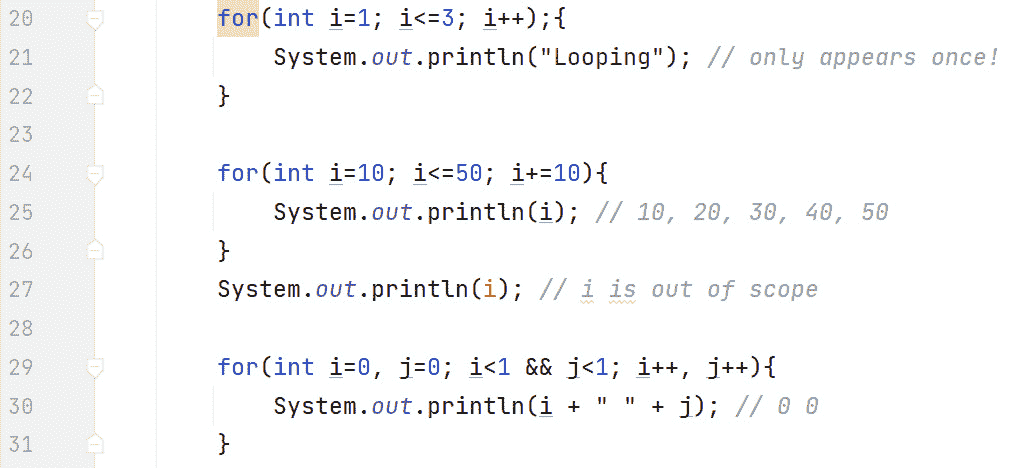 20 for(int i=1; i<=3; i++);{
21 System.out.println("Looping"); // only appears once!
22 }
23
24 for(int i=10; i<=50; i+=10){
25 System.out.println(i); // 10, 20, 30, 40, 50
26 }
27 System.out.println(i); // i is out of scope
28
29 for(int i=0, j=0; i<1 && j<1; i++, j++){
30 System.out.println(i + " " + j); // 0 0
31 }